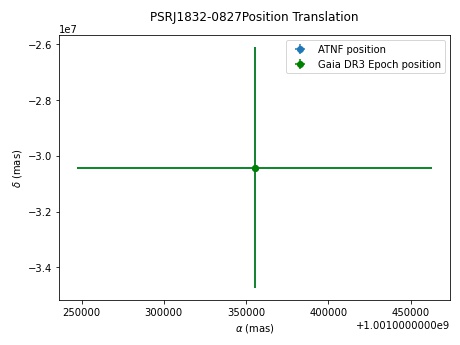 PSRJ1832-0827Position Translation
1e7
ATNF position
Gaia DR3 Epoch position
−2.6
−2.8
−3.0
−3.2
−3.4
δ (mas)
250000 300000 350000 400000 450000
α (mas)
+1.0010000000e9